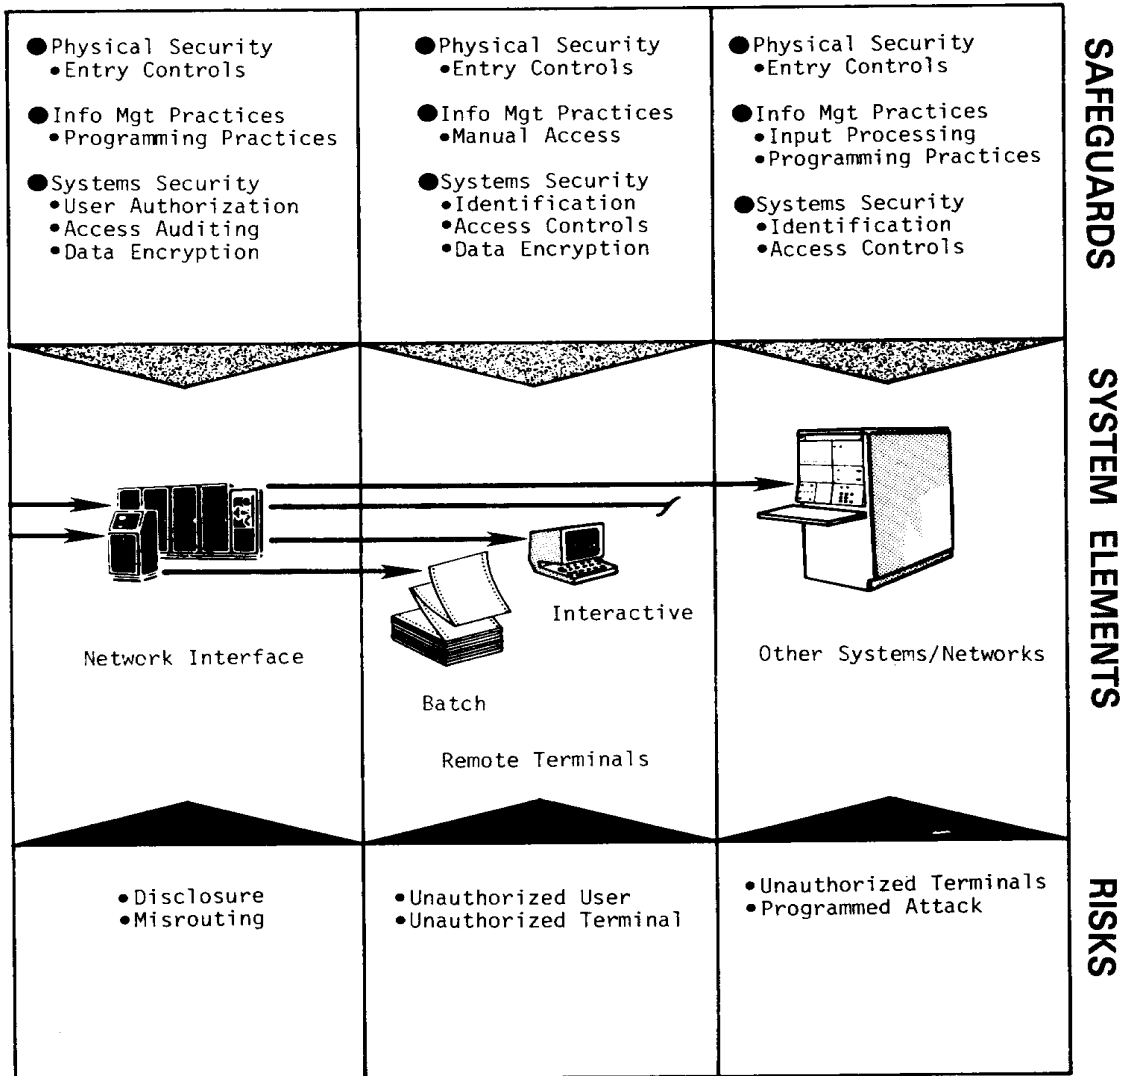 ●Physical Security
•Entry Controls
●Info Mgt Practices
•Programming Practices
●Systems Security
•User Authorization
•Access Auditing
•Data Encryption
●Physical Security
•Entry Controls
●Info Mgt Practices
•Manual Access
●Systems Security
•Identification
•Access Controls
•Data Encryption
●Physical Security
•Entry Controls
●Info Mgt Practices
•Input Processing
•Programming Practices
●Systems Security
•Identification
•Access Controls
SAFEGUARDS
Network Interface
Interactive
Batch
Remote Terminals
Other Systems/Networks
SYSTEM ELEMENTS
•Disclosure
•Misrouting
•Unauthorized User
•Unauthorized Terminal
•Unauthorized Terminals
•Programmed Attack
RISKS